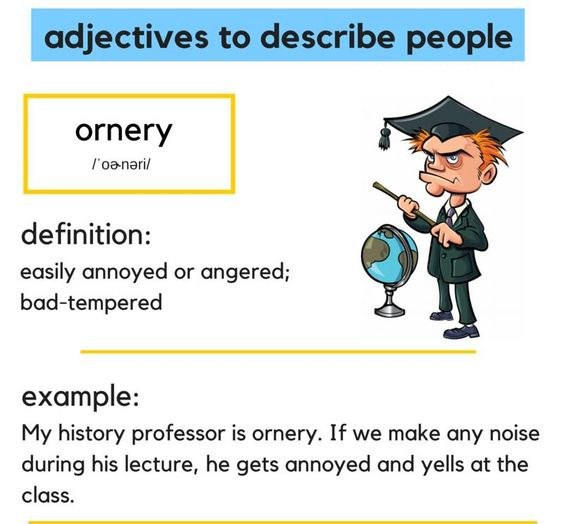 adjectives to describe people
ornery
/ˈoɚnəri/
definition:
easily annoyed or angered;
bad-tempered
example:
My history professor is ornery. If we make any noise
during his lecture, he gets annoyed and yells at the
class.